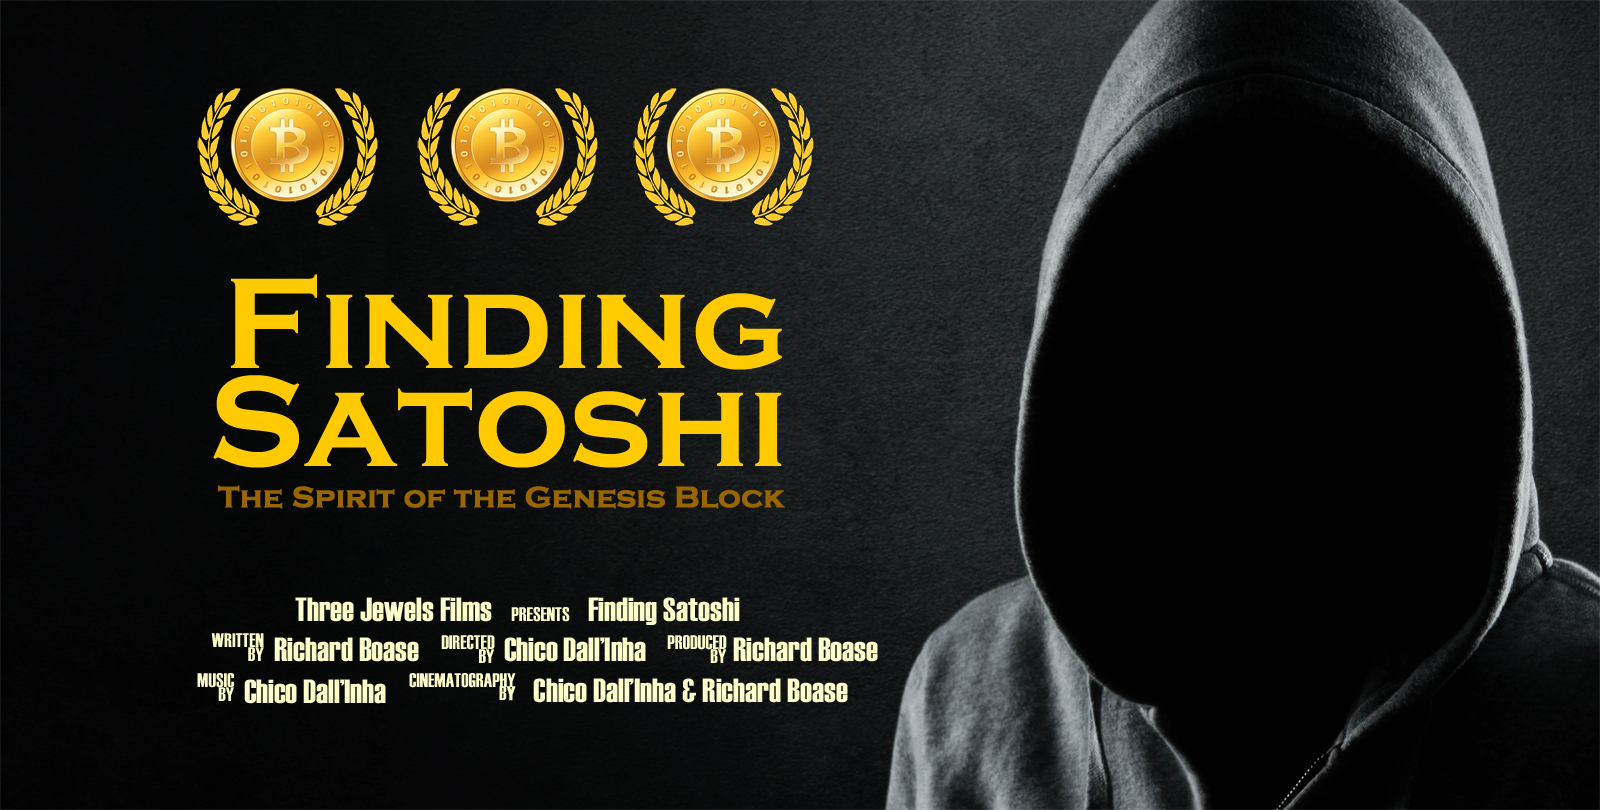 FINDING
SATOSHI
THE SPIRIT OF THE GENESIS BLOCK
Three Jewels Films PRESENTS Finding Satoshi
WRITTEN BY Richard Boase DIRECTED BY Chico Dall'Inha PRODUCED BY Richard Boase
MUSIC BY Chico Dall'Inha CINEMATOGRAPHY BY Chico Dall'Inha & Richard Boase